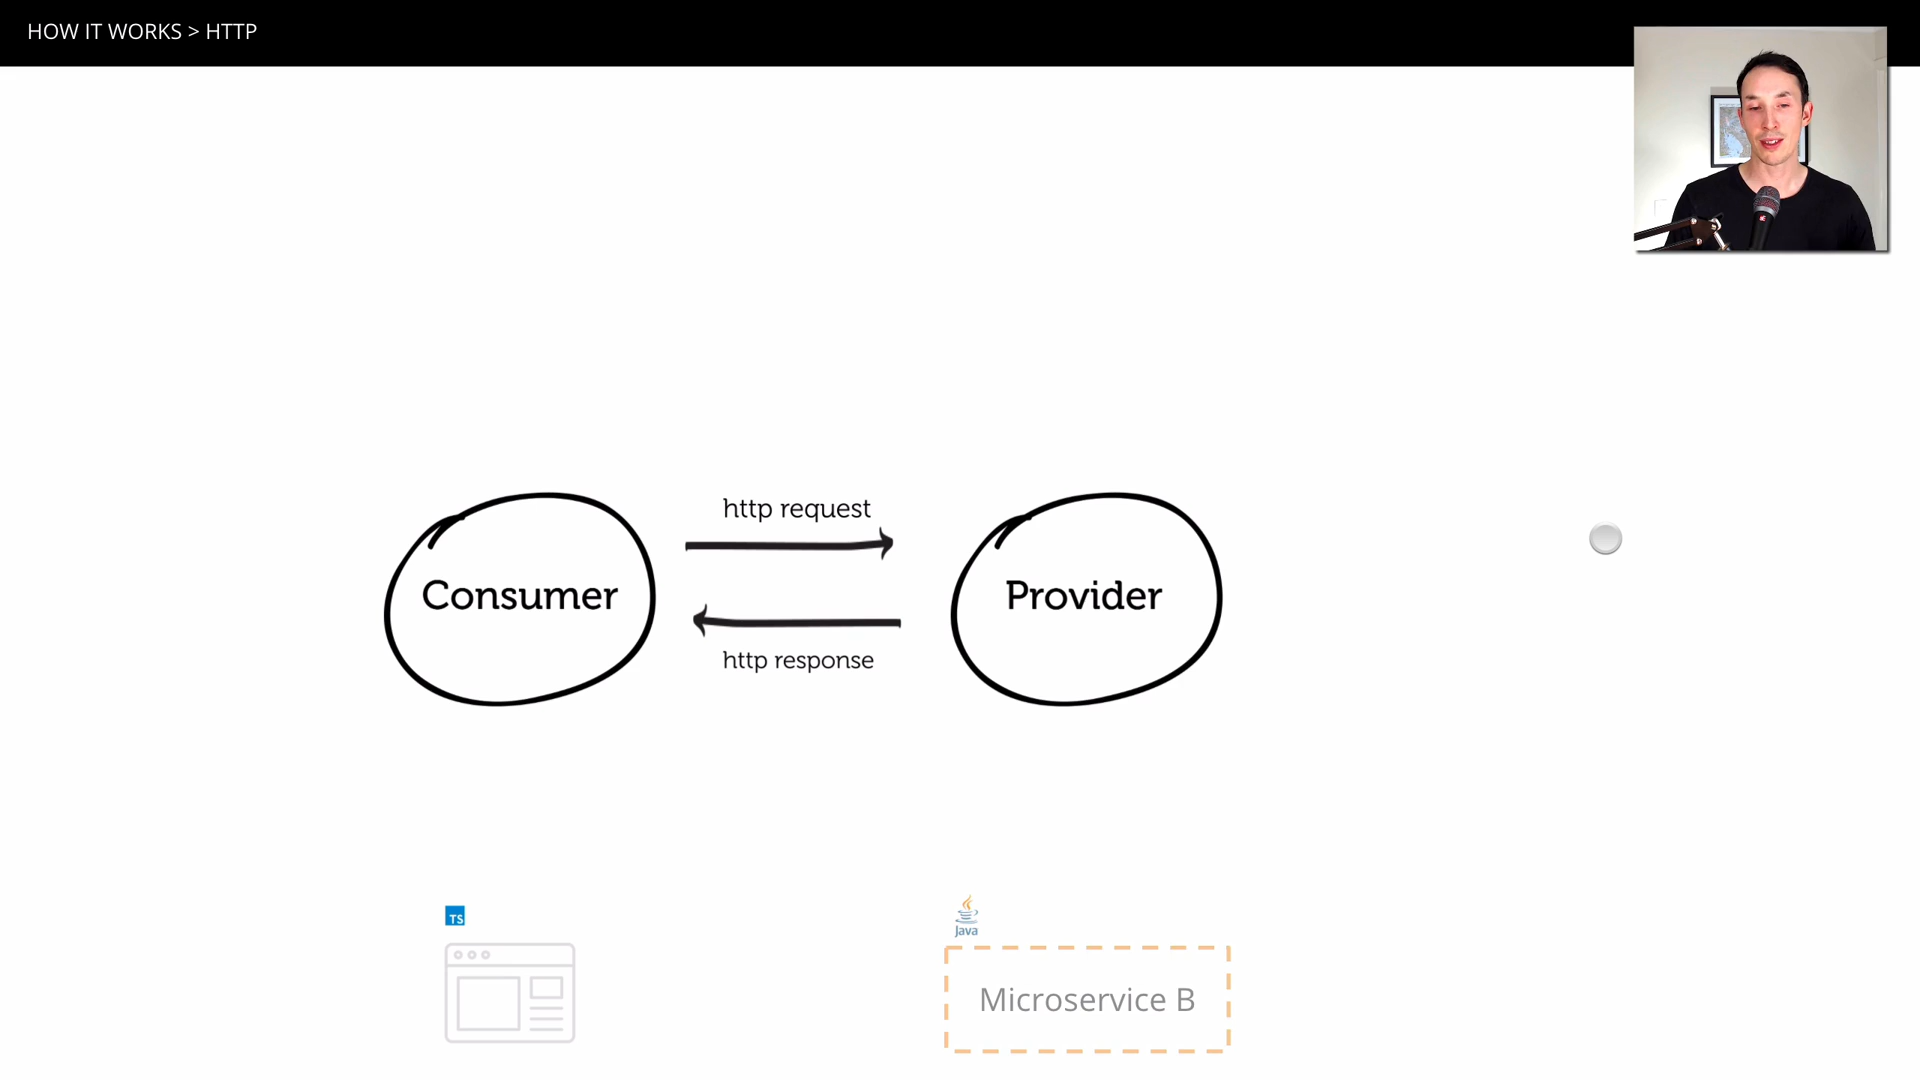 HOW IT WORKS > HTTP
http request
Consumer
Provider
http response
TS
Java
Microservice B